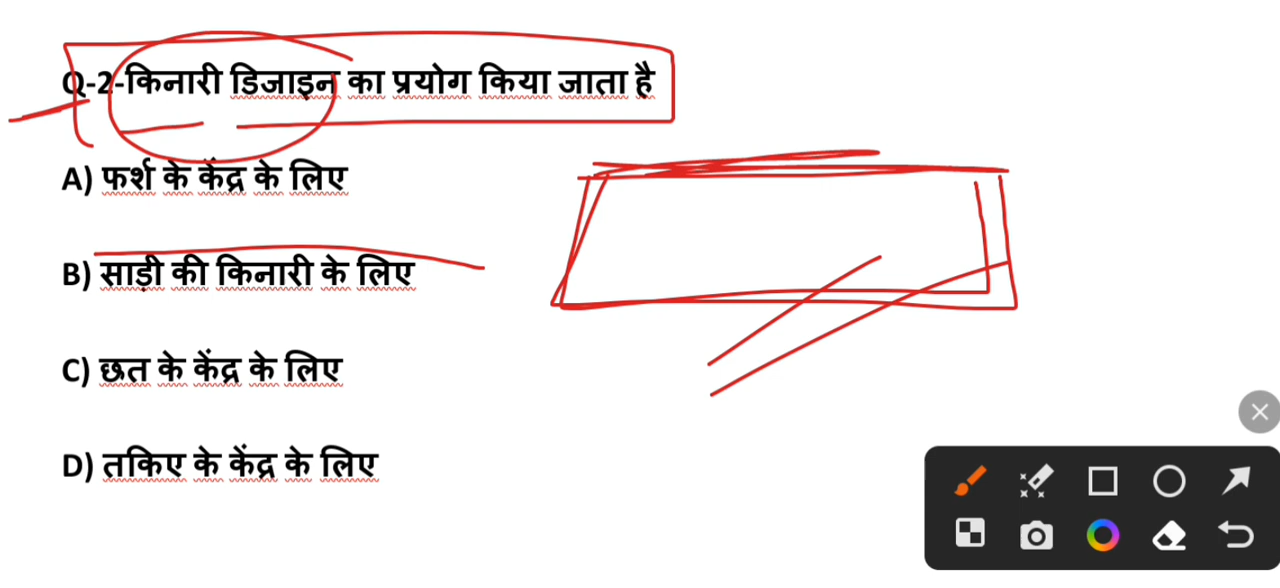 Q-2-किनारी डिजाइन का प्रयोग किया जाता है
A) फर्श के केंद्र के लिए
B) साड़ी की किनारी के लिए
C) छत के केंद्र के लिए
D) तकिए के केंद्र के लिए